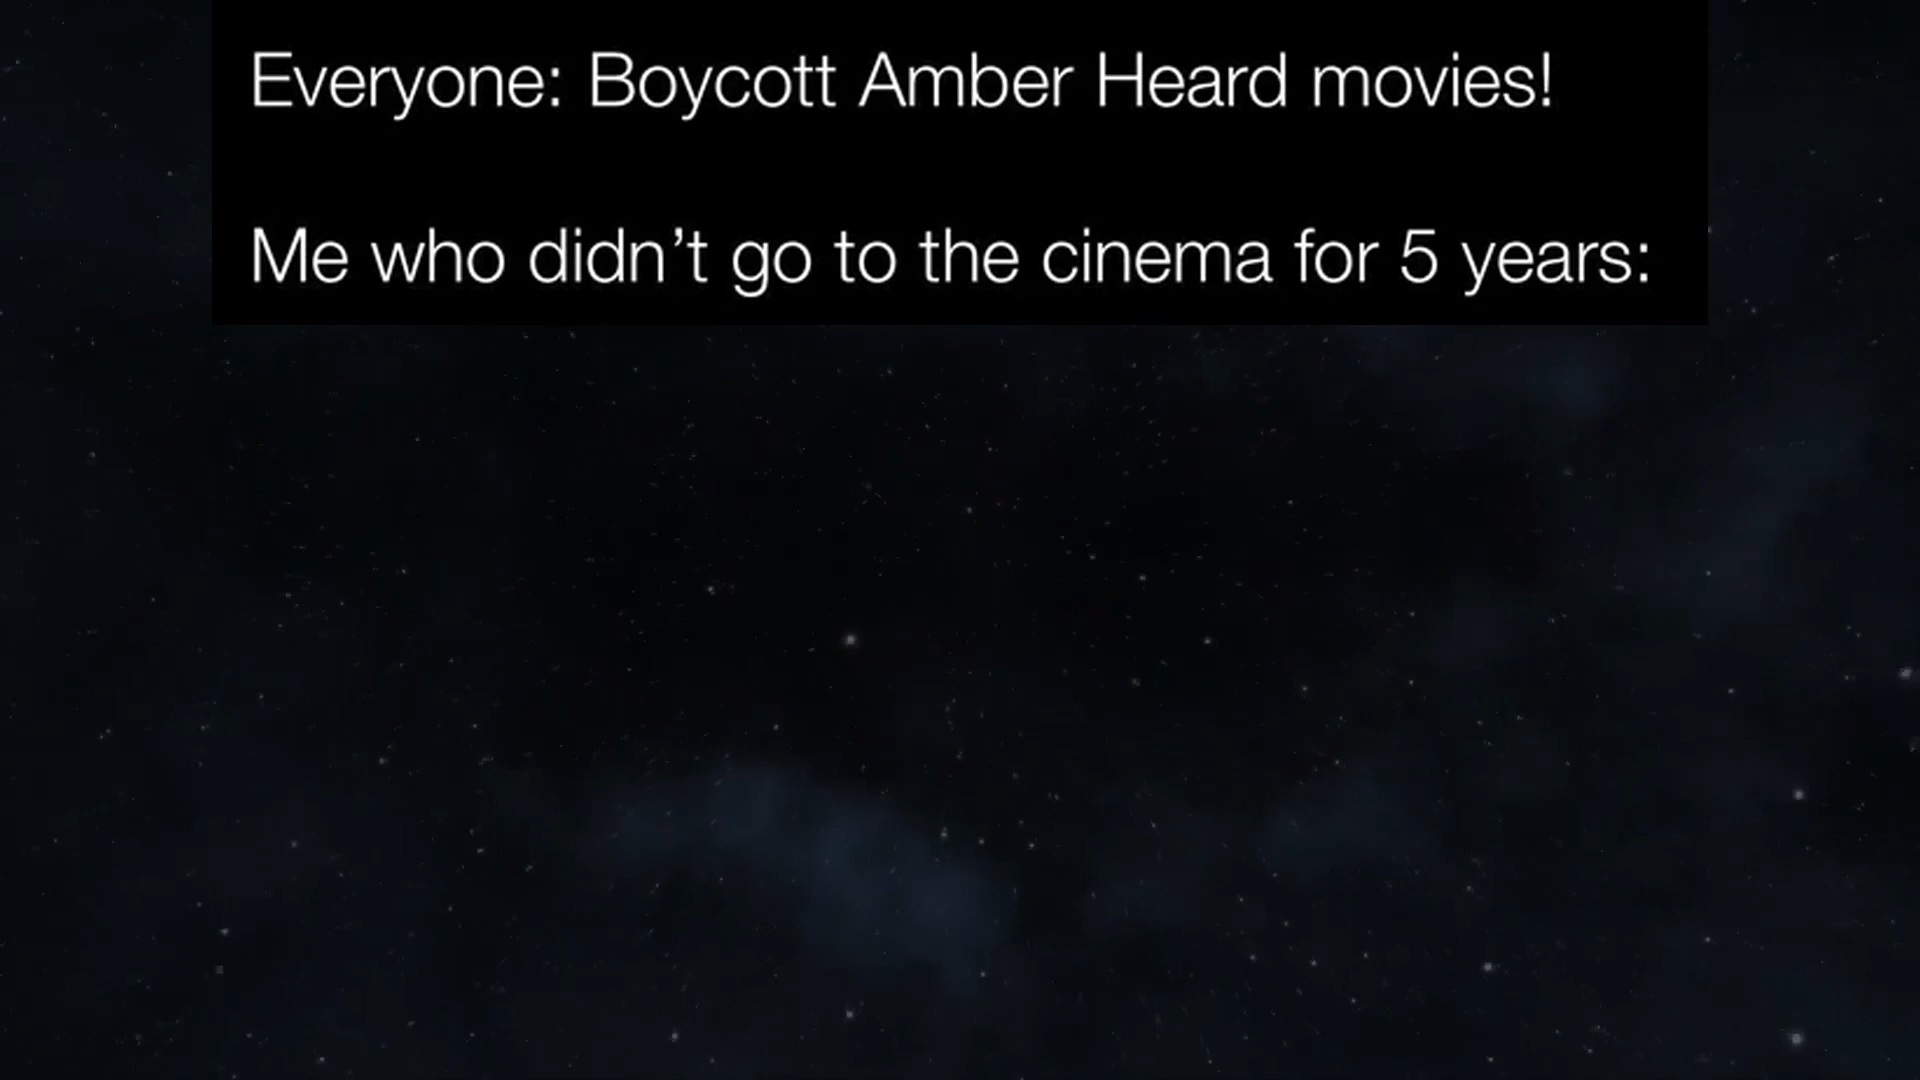 Everyone: Boycott Amber Heard movies!
Me who didn’t go to the cinema for 5 years: